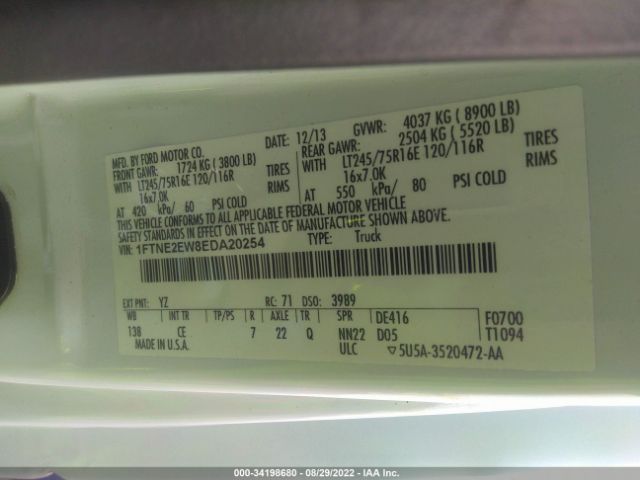 MFD. BY FORD MOTOR CO. 12/13 GVWR: 4037 KG ( 8900 LB)
FRONT GAWR: 1724 KG ( 3800 LB) REAR GAWR: 2504 KG ( 5520 LB)
WITH LT245/75R16E 120/116R TIRES WITH LT245/75R16E 120/116R TIRES
16x7.0K RIMS 16x7.0K RIMS
AT 420 kPa/ 60 PSI COLD AT 550 kPa/ 80 PSI COLD
THIS VEHICLE CONFORMS TO ALL APPLICABLE FEDERAL MOTOR VEHICLE
SAFETY STANDARDS IN EFFECT ON THE DATE OF MANUFACTURE SHOWN ABOVE.
VIN: 1FTNE2EW8EDA20254 TYPE: Truck
EXT PNT: YZ RC: 71 DSO: 3989
WB INT TR TP/PS R AXLE TR SPR DE416 F0700
138 CE 7 22 Q NN22 D05 T1094
MADE IN U.S.A. ULC ▽5U5A-3520472-AA
000-34198680 - 08/29/2022 - IAA Inc.